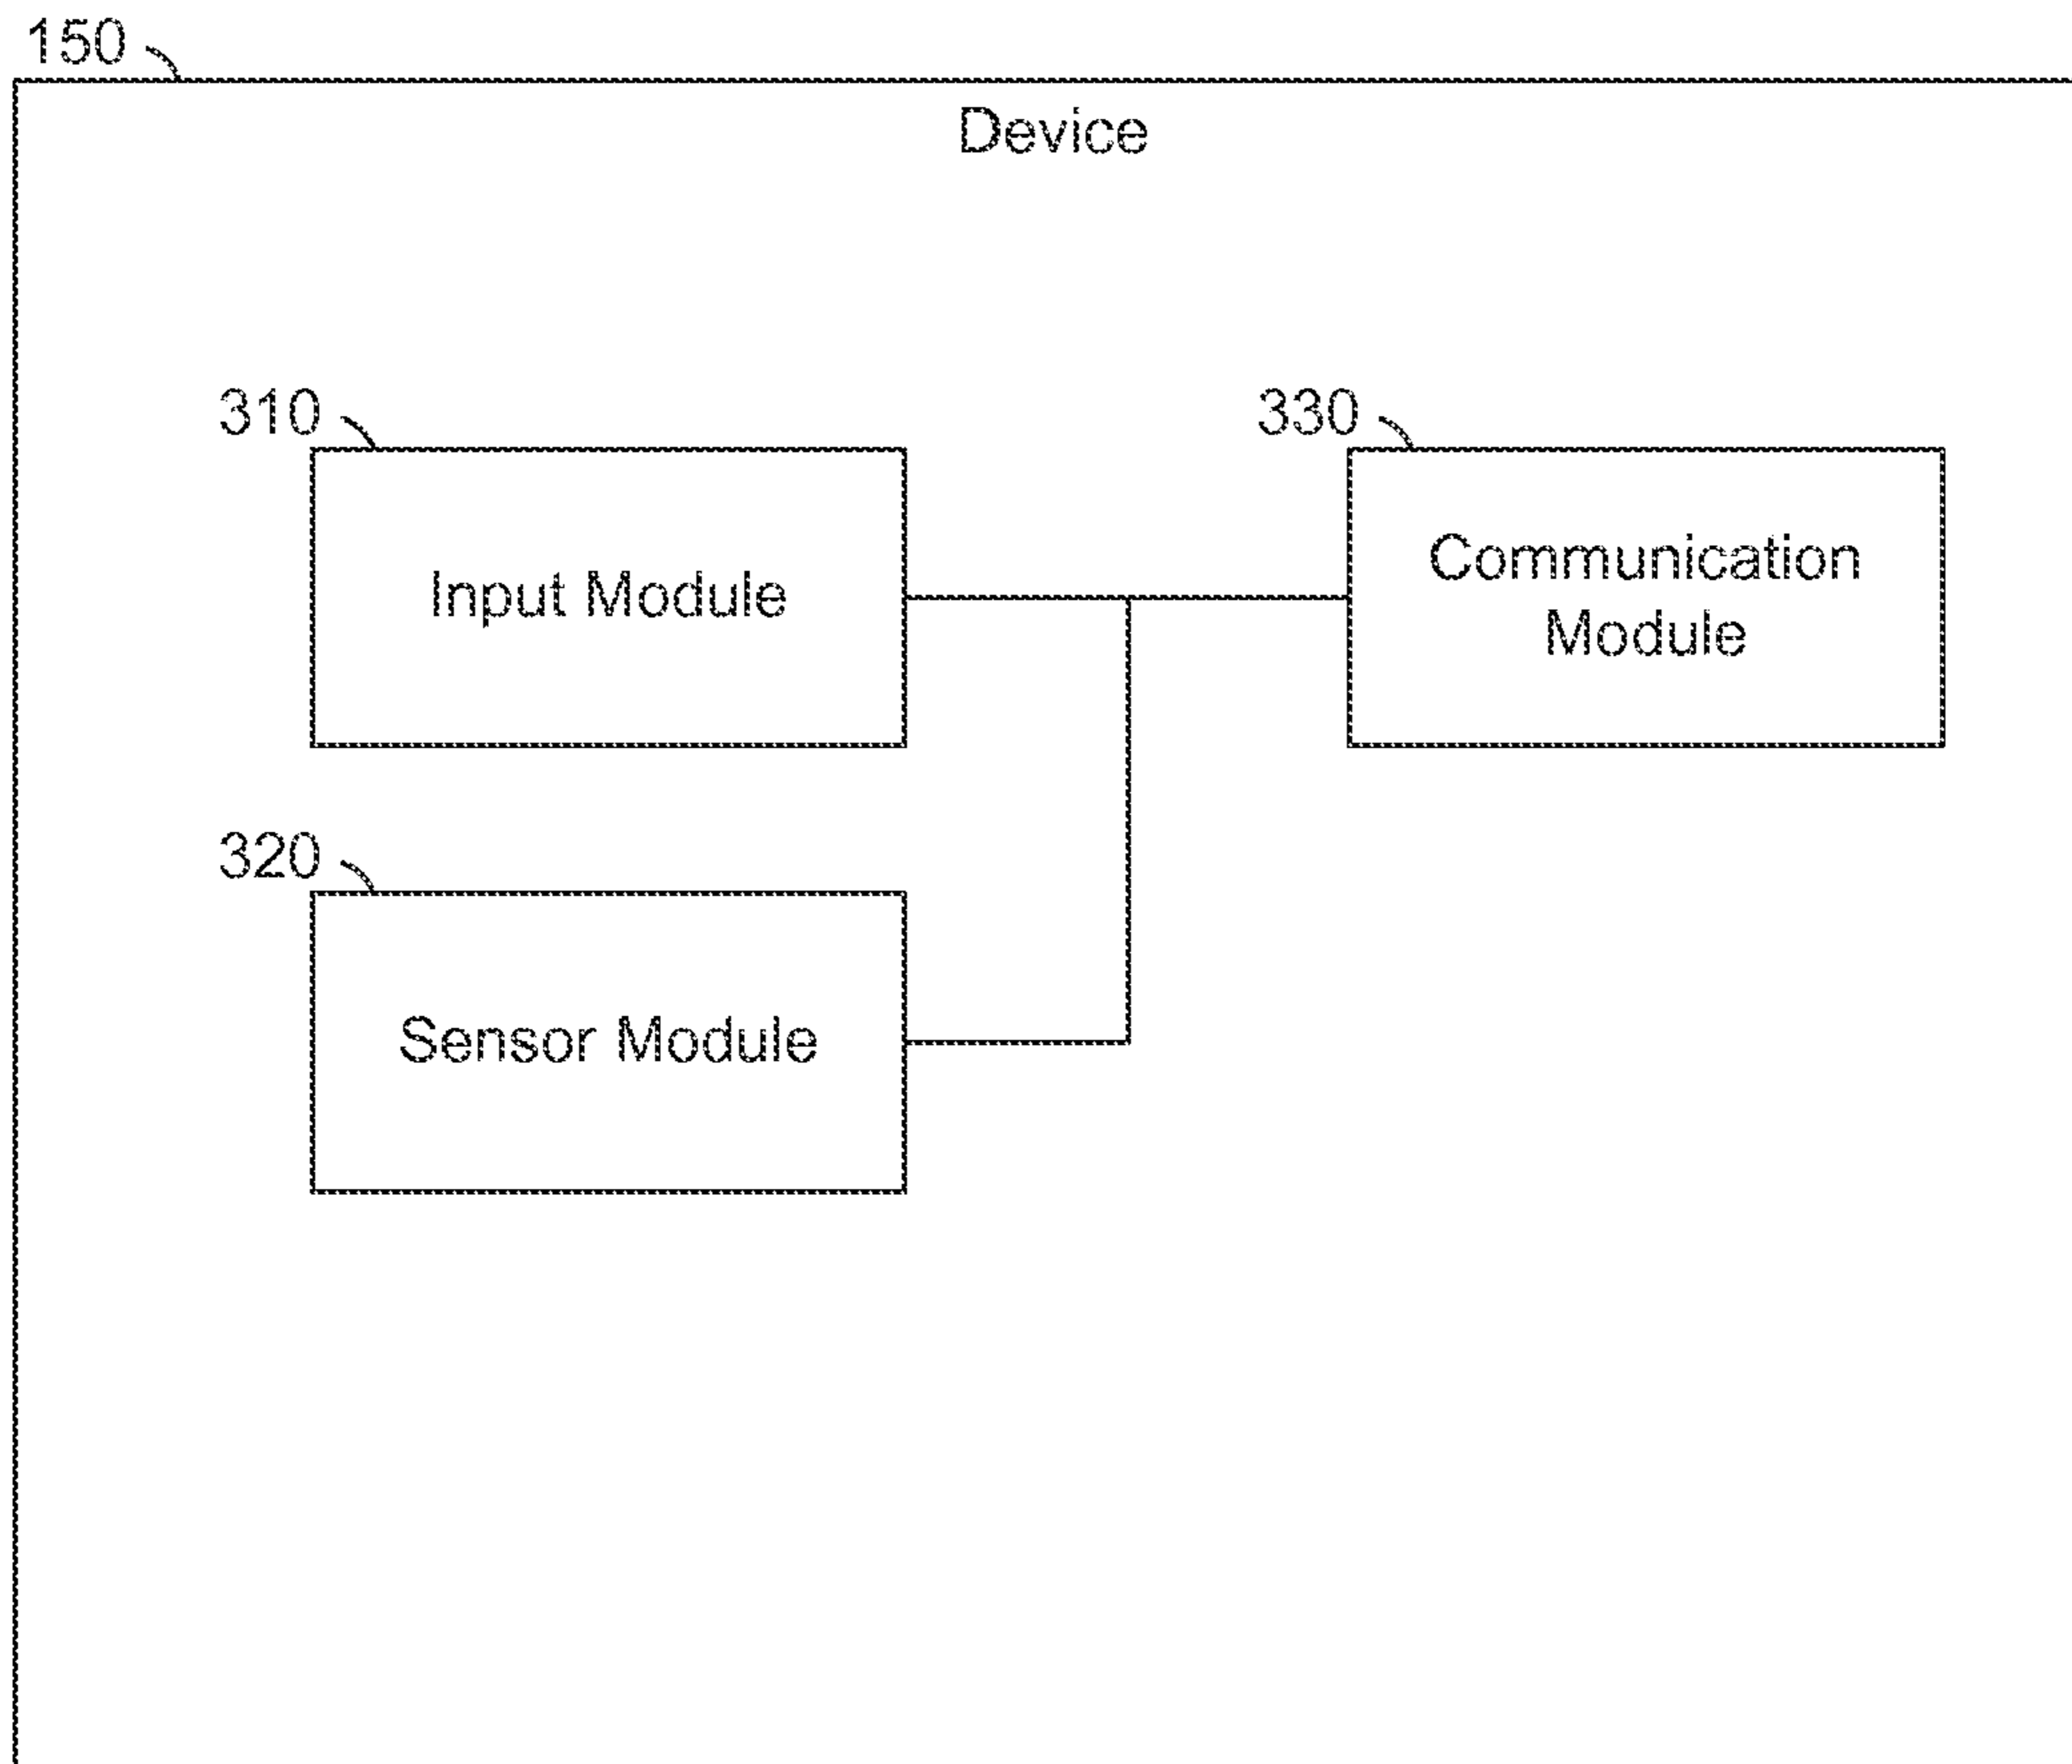 150
Device
310
330
Input Module
Communication
Module
320
Sensor Module